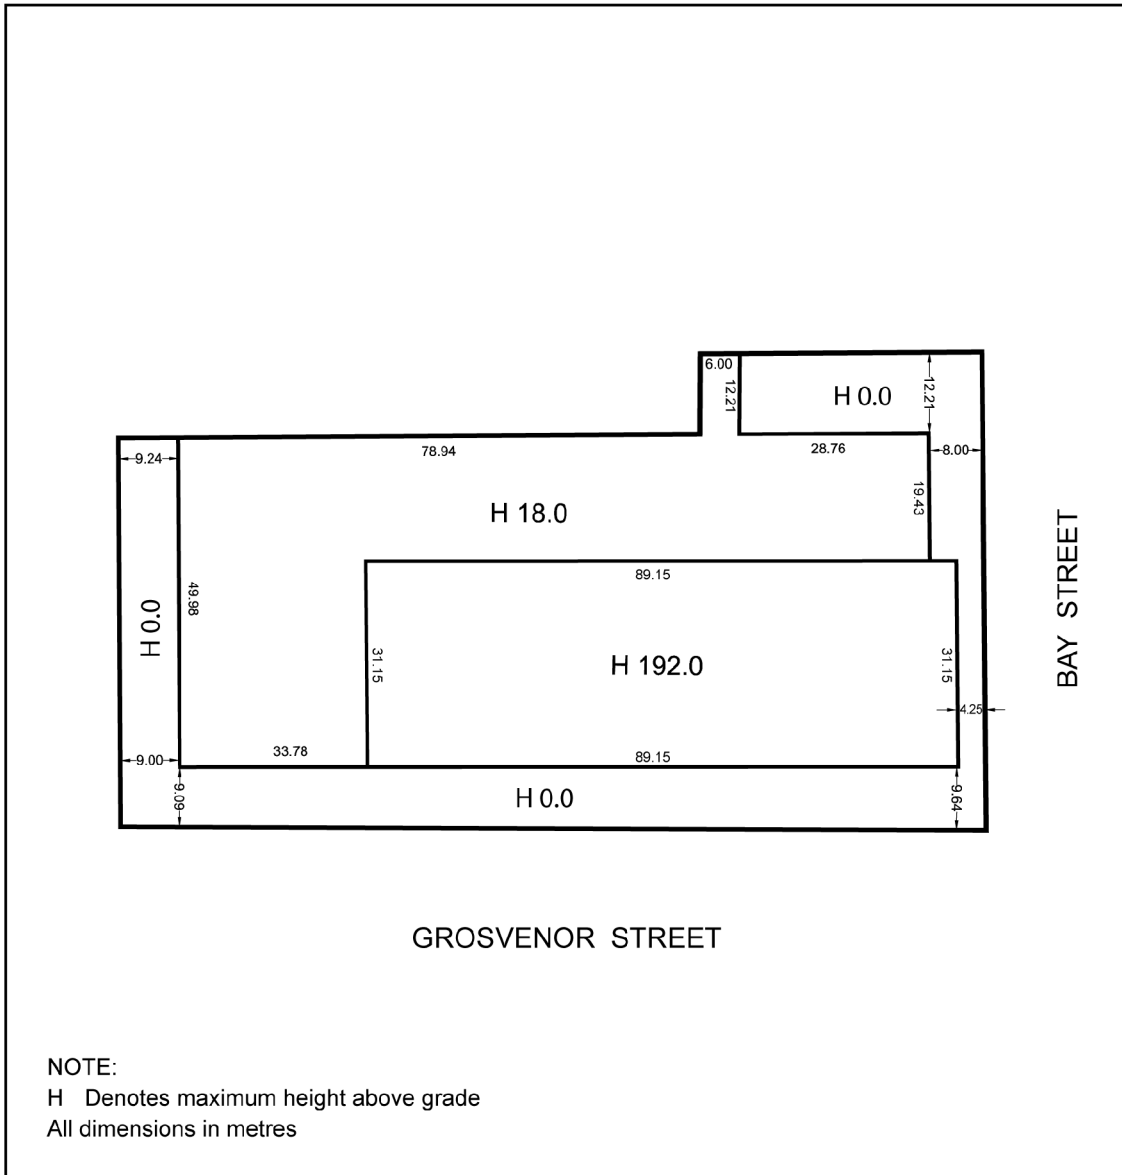 6.00
12.21
H 0.0
12.21
9.24
78.94
28.76
8.00
H 18.0
19.43
BAY STREET
89.15
49.98
H 0.0
31.15
H 192.0
31.15
4.25
9.00
33.78
89.15
9.09
H 0.0
9.64
GROSVENOR STREET
NOTE:
H Denotes maximum height above grade
All dimensions in metres